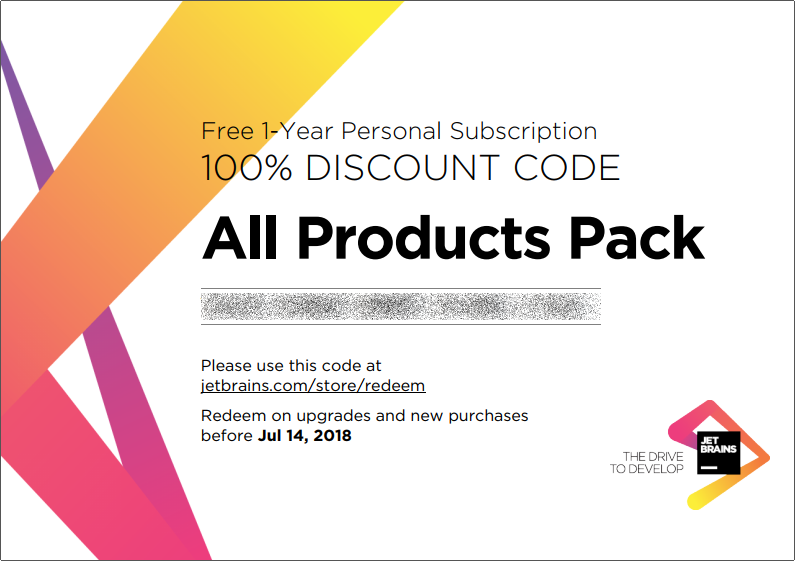 Free 1-Year Personal Subscription
100% DISCOUNT CODE
All Products Pack
Please use this code at
jetbrains.com/store/redeem
Redeem on upgrades and new purchases
before Jul 14, 2018
THE DRIVE
TO DEVELOP
JET
BRAINS